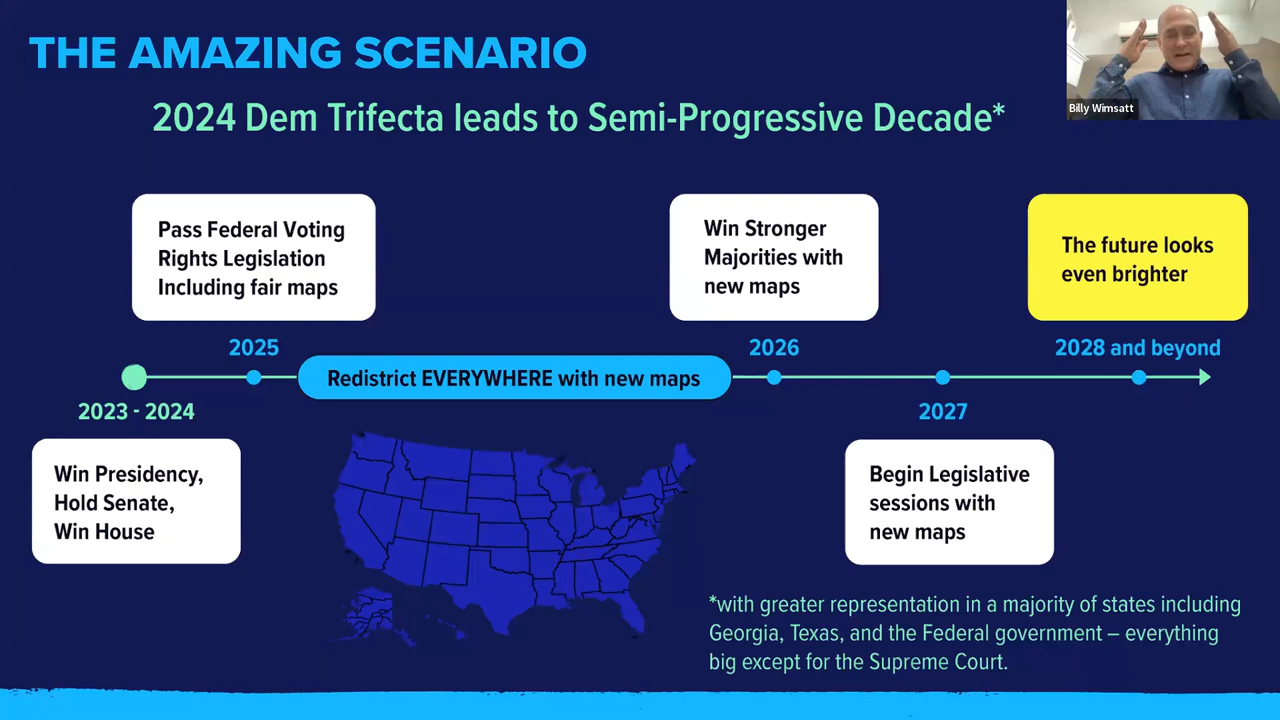 THE AMAZING SCENARIO
Billy Wimsatt
2024 Dem Trifecta leads to Semi-Progressive Decade*
Pass Federal Voting
Rights Legislation
Including fair maps
Win Stronger
Majorities with
new maps
The future looks
even brighter
2025
2026
2028 and beyond
Redistrict EVERYWHERE with new maps
2023 - 2024
2027
Win Presidency,
Hold Senate,
Win House
Begin Legislative
sessions with
new maps
*with greater representation in a majority of states including
Georgia, Texas, and the Federal government – everything
big except for the Supreme Court.